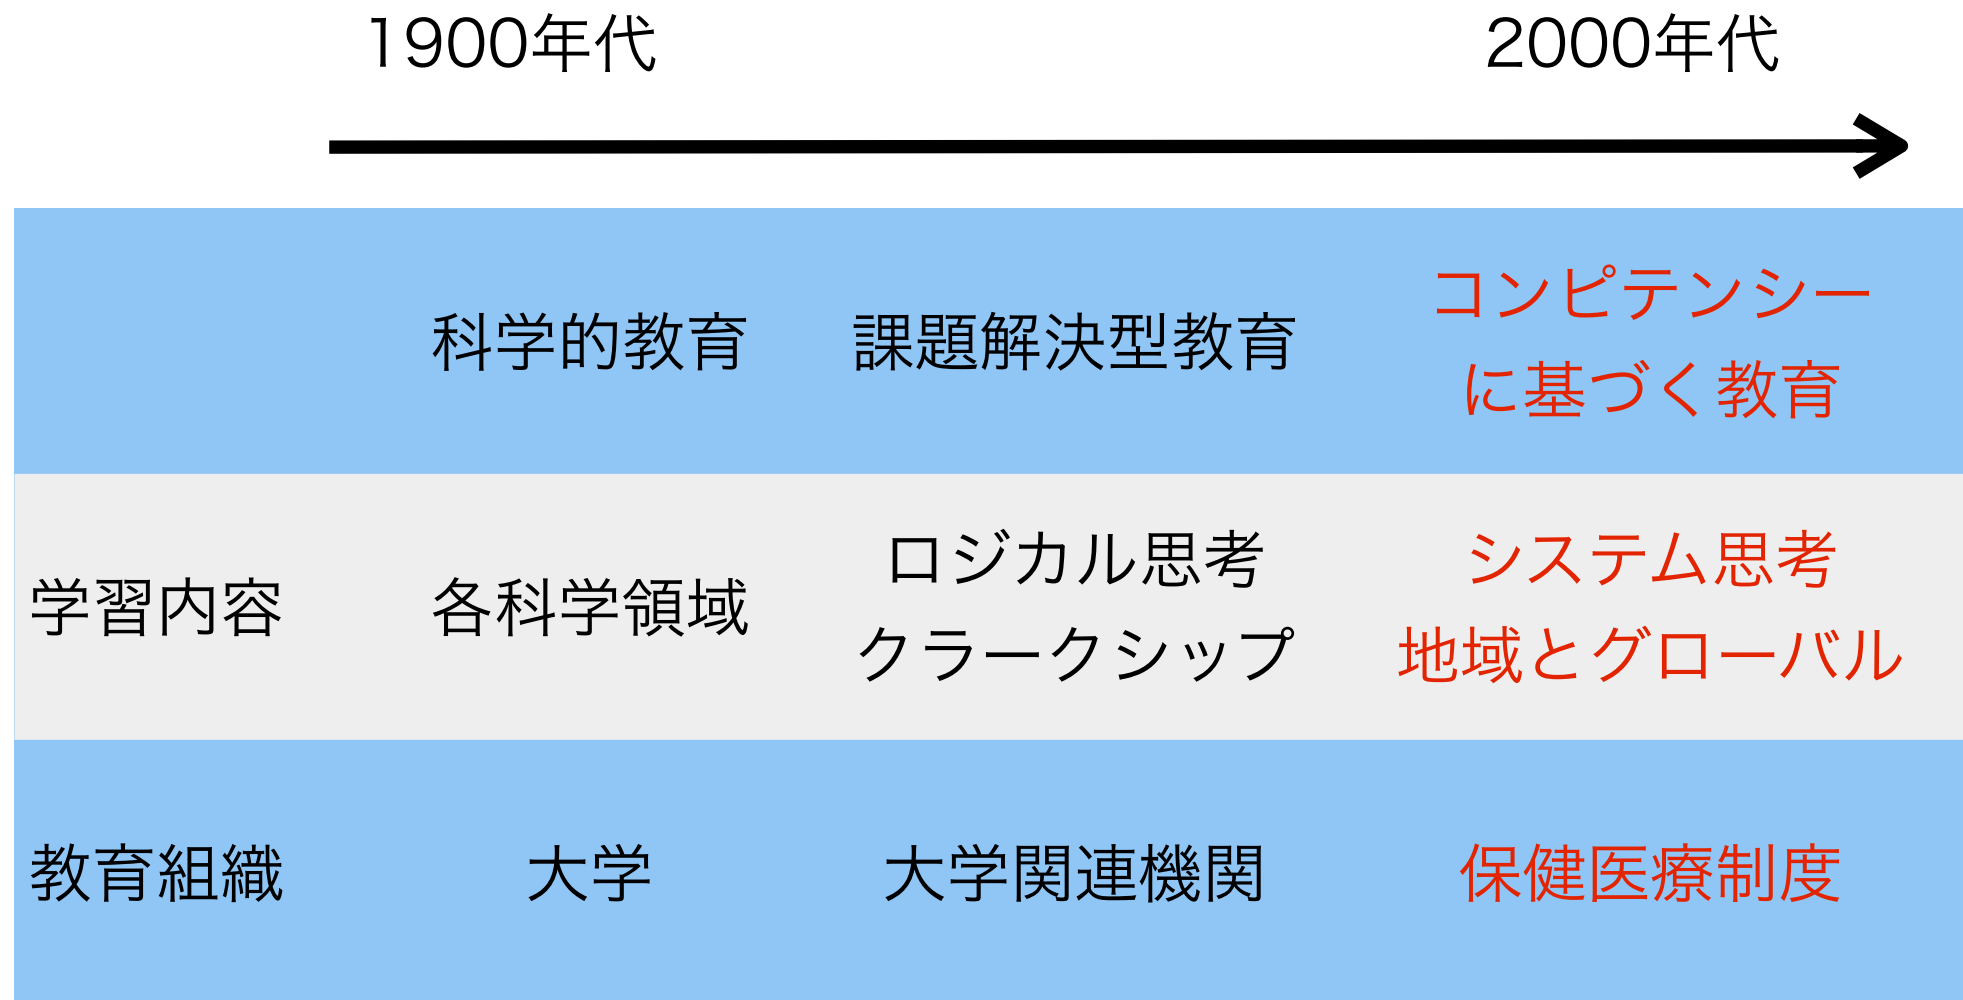 1900年代
2000年代
科学的教育
課題解決型教育
コンピテンシー
に基づく教育
学習内容
各科学領域
ロジカル思考
クラークシップ
システム思考
地域とグローバル
教育組織
大学
大学関連機関
保健医療制度